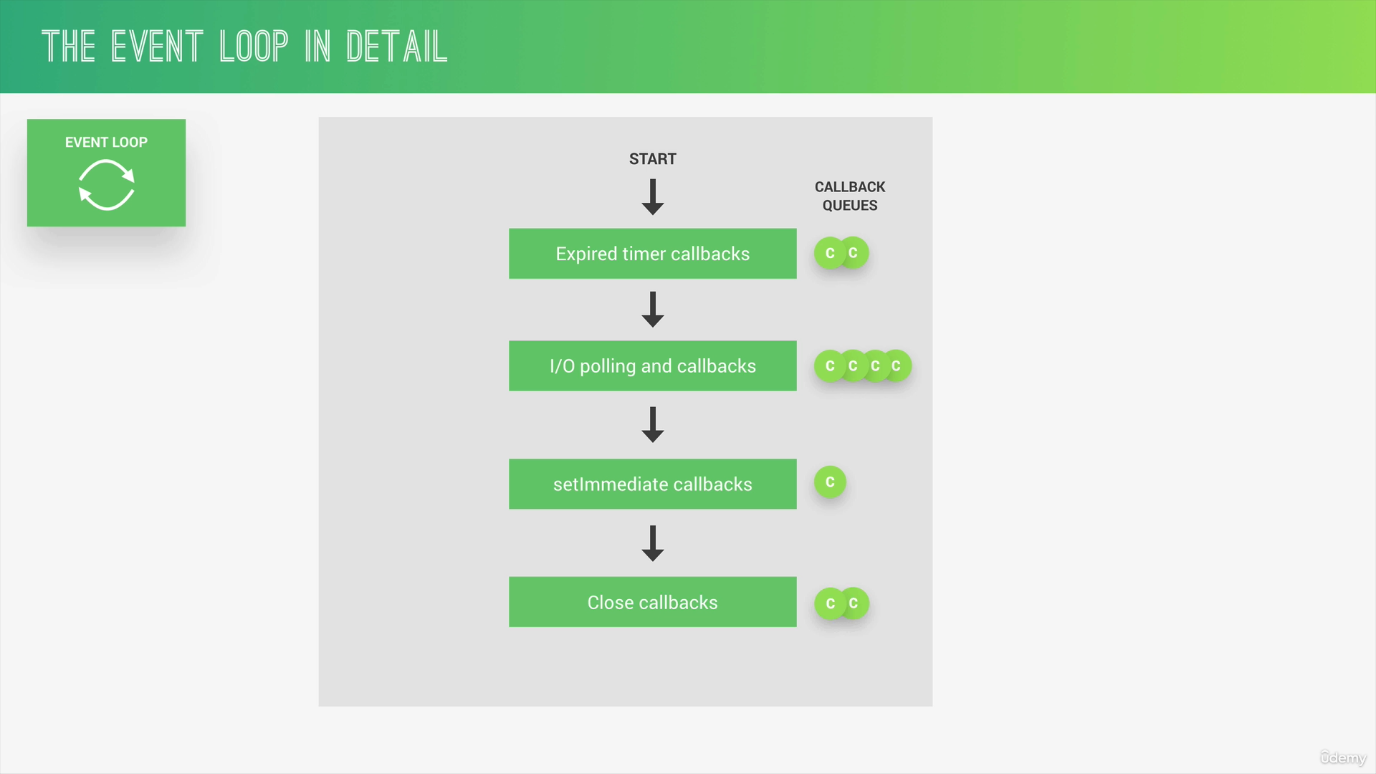 THE EVENT LOOP IN DETAIL
EVENT LOOP
START
CALLBACK
QUEUES
Expired timer callbacks
C C
I/O polling and callbacks
C C C C
setImmediate callbacks
C
Close callbacks
C C
ûdemy